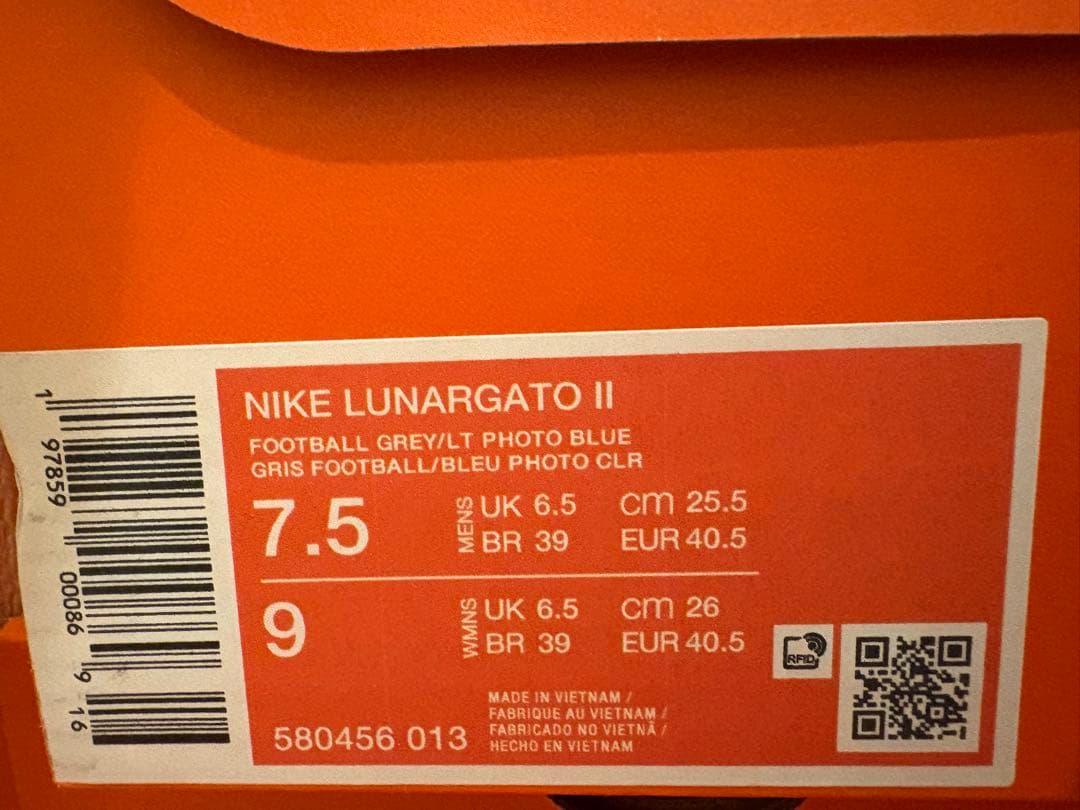 NIKE LUNARGATO II
FOOTBALL GREY/LT PHOTO BLUE
GRIS FOOTBALL/BLEU PHOTO CLR
7.5 MENS UK 6.5 CM 25.5
BR 39 EUR 40.5
9 W/MNS UK 6.5 CM 26
BR 39 EUR 40.5
RFID
580456 013
MADE IN VIETNAM /
FABRIQUE AU VIETNAM /
FABRICADO NO VIETNÃ /
HECHO EN VIETNAM
1 97859 00086 9 16